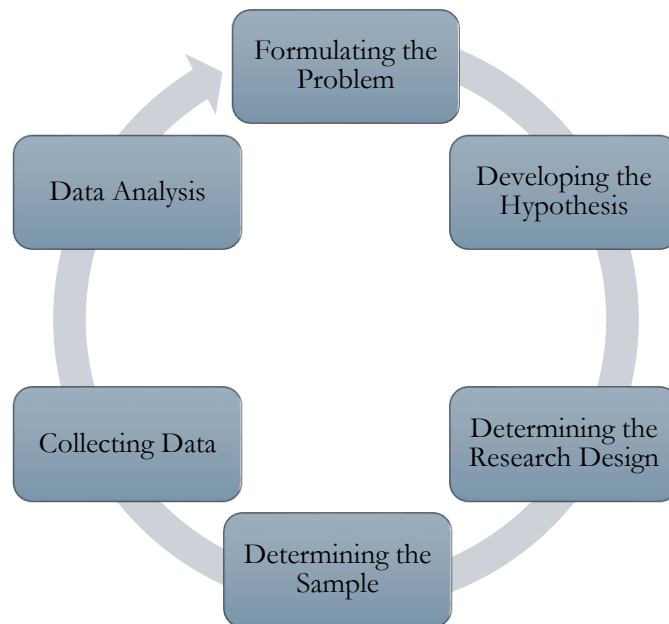 Formulating the
Problem
Developing the
Hypothesis
Determining the
Research Design
Determining the
Sample
Collecting Data
Data Analysis